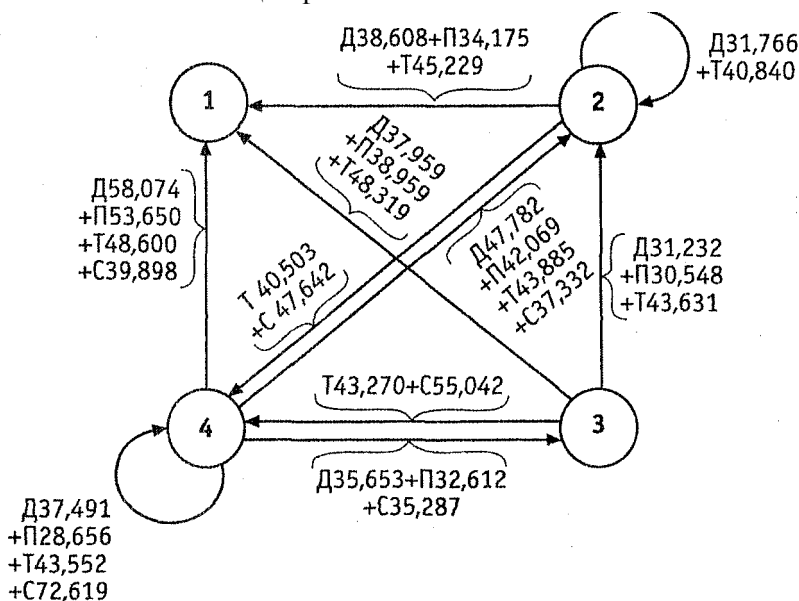 Д38,608+П34,175
+Т45,229
Д31,766
+Т40,840
1
2
Д37,959
+П38,959
+Т48,319
Д58,074
+П53,650
+Т48,600
+С39,898
Д47,782
+П42,069
+Т43,885
+С37,332
Д31,232
+П30,548
+Т43,631
Т 40,503
+С 47,642
Т43,270+С55,042
4
3
Д35,653+П32,612
+С35,287
Д37,491
+П28,656
+Т43,552
+С72,619